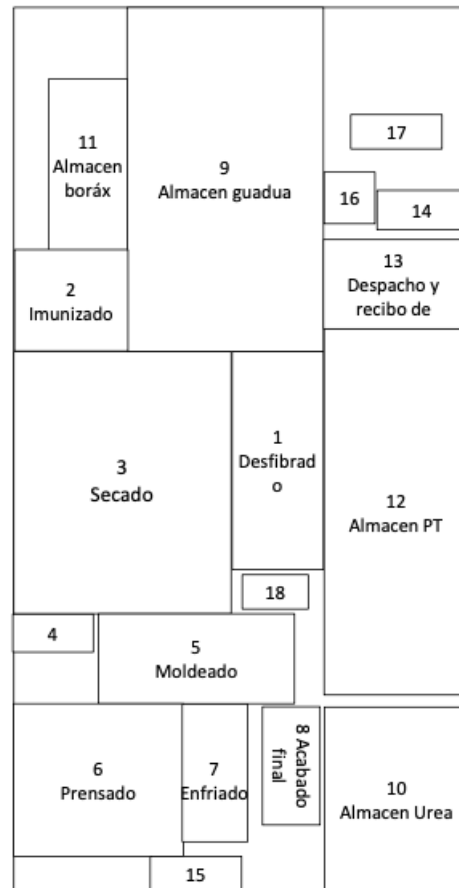 17
11
Almacen
boráx
9
Almacen guadua
16
14
13
Despacho y
recibo de
2
Imunizado
1
Desfibrad
o
3
Secado
12
Almacen PT
18
4
5
Moldeado
8 Acabado
final
6
Prensado
7
Enfriado
10
Almacen Urea
15